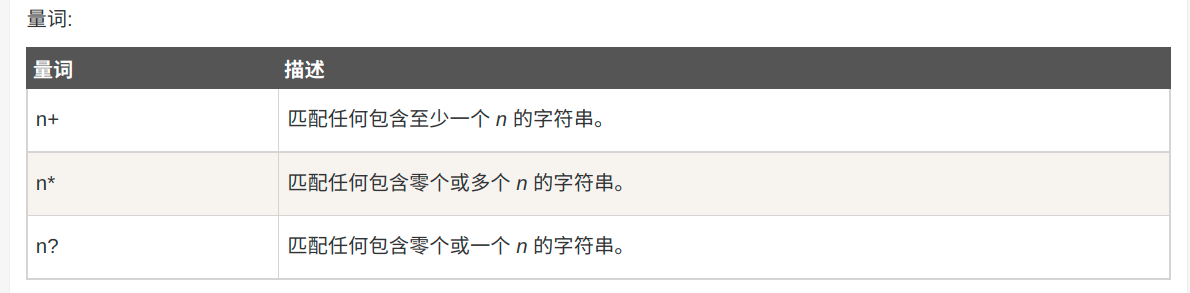 量词:
量词 描述
n+ 匹配任何包含至少一个 n 的字符串。
n* 匹配任何包含零个或多个 n 的字符串。
n? 匹配任何包含零个或一个 n 的字符串。